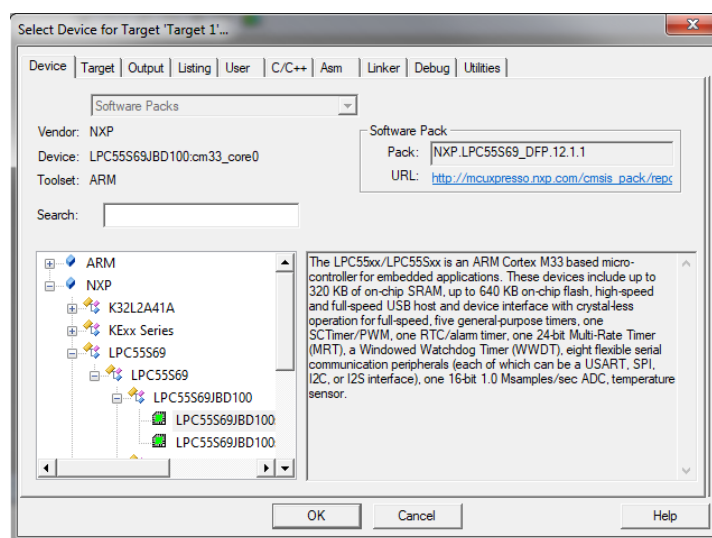 Select Device for Target 'Target 1'...
Device Target Output Listing User C/C++ Asm Linker Debug Utilities
Software Packs
Vendor: NXP
Device: LPC55S69JBD100:cm33_core0
Toolset: ARM
Search:
Software Pack
Pack: NXP.LPC55S69_DFP.12.1.1
URL: http://mcuxpresso.nxp.com/cmsis_pack/repo
ARM
NXP
K32L2A41A
KExx Series
LPC55S69
LPC55S69
LPC55S69JBD100
LPC55S69JBD100:
LPC55S69JBD100:
The LPC55xx/LPC55Sxx is an ARM Cortex M33 based micro-
controller for embedded applications. These devices include up to
320 KB of on-chip SRAM, up to 640 KB on-chip flash, high-speed
and full-speed USB host and device interface with crystal-less
operation for full-speed, five general-purpose timers, one
SCTimer/PWM, one RTC/alarm timer, one 24-bit Multi-Rate Timer
(MRT), a Windowed Watchdog Timer (WWDT), eight flexible serial
communication peripherals (each of which can be a USART, SPI,
I2C, or I2S interface), one 16-bit 1.0 Msamples/sec ADC, temperature
sensor.
OK Cancel Help